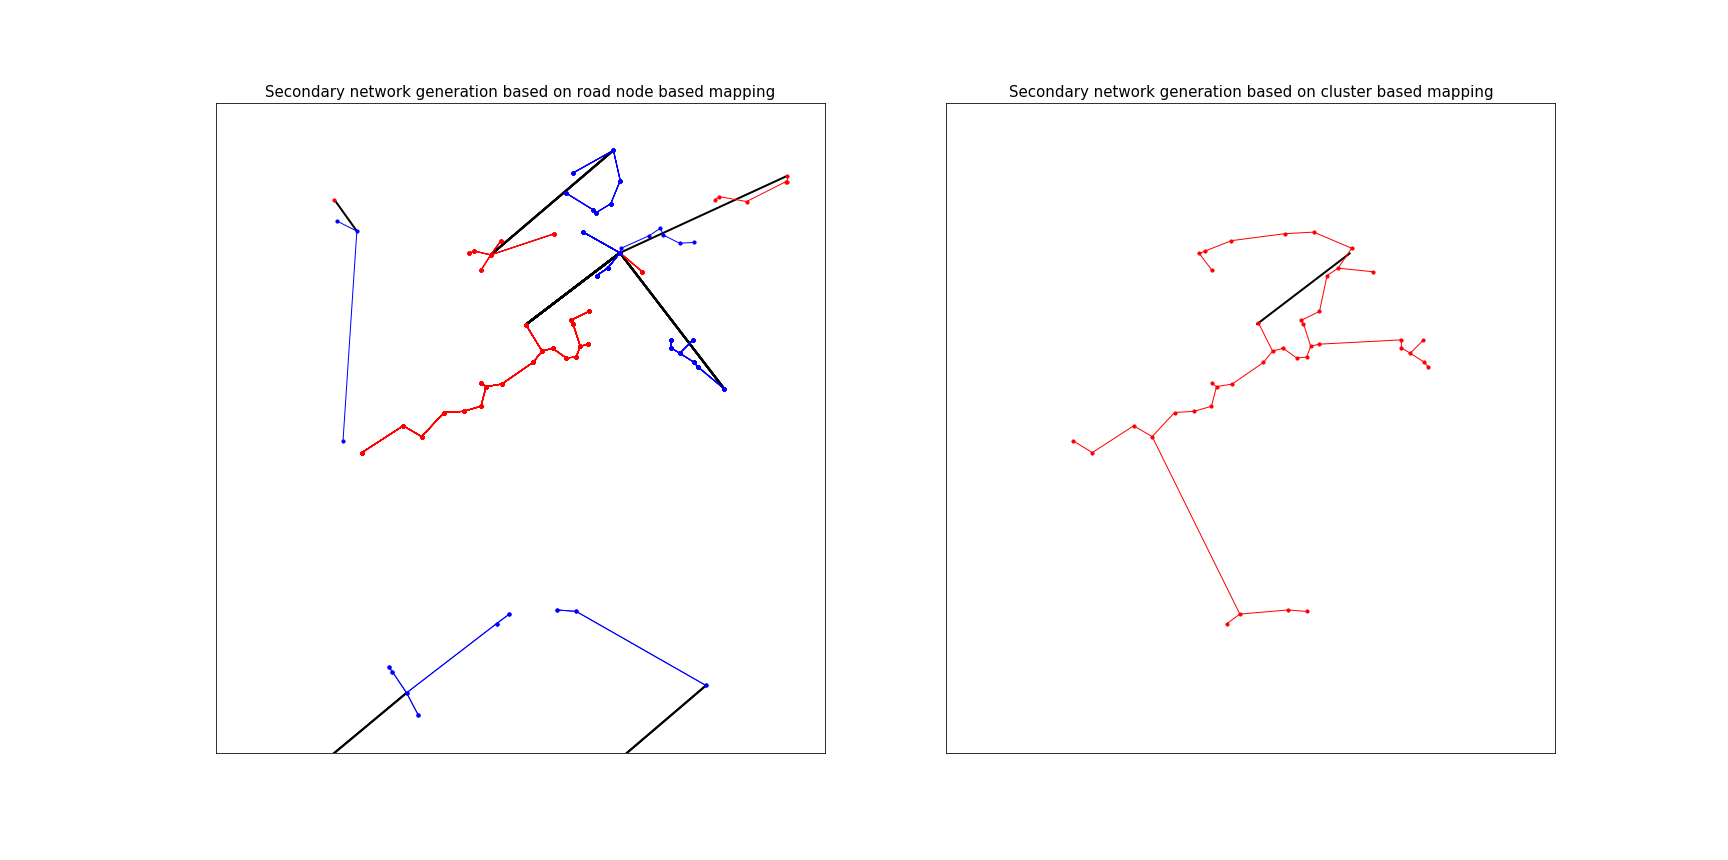 Secondary network generation based on road node based mapping
Secondary network generation based on cluster based mapping